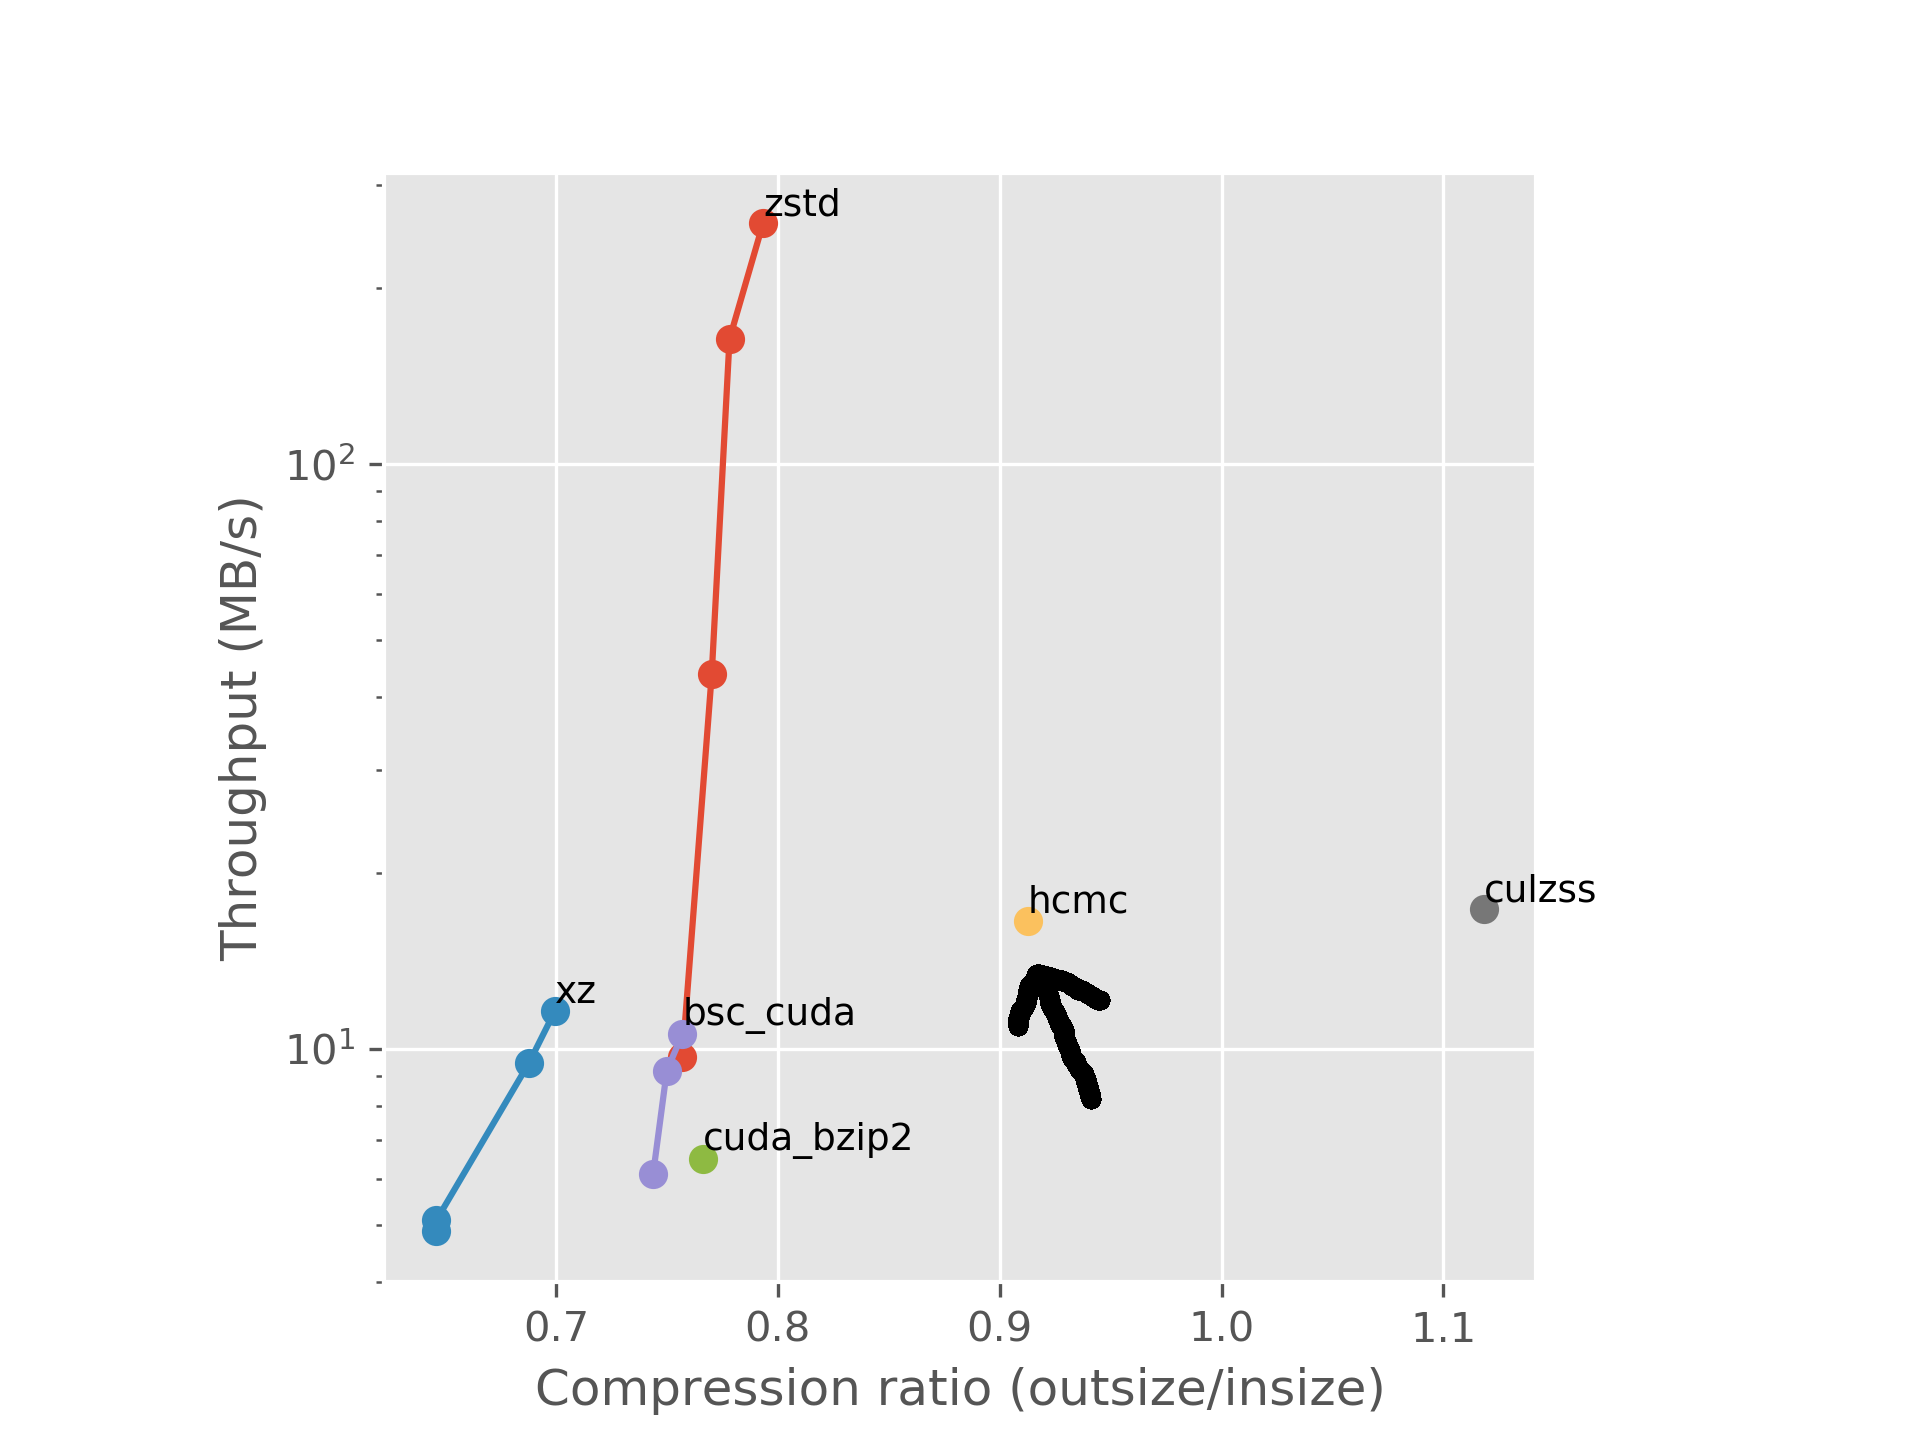 zstd
10²
hcmc
culzss
xz
bsc_cuda
10¹
cuda_bzip2
Throughput (MB/s)
0.7 0.8 0.9 1.0 1.1
Compression ratio (outsize/insize)